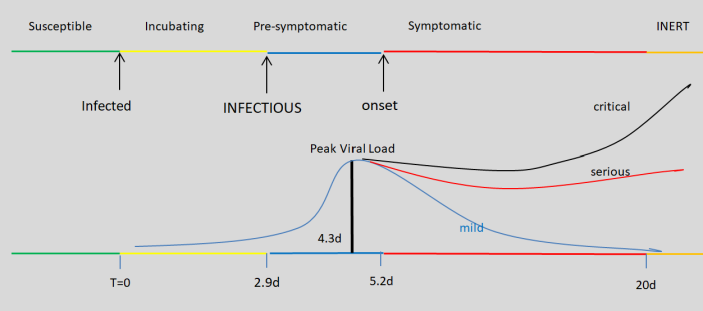 Susceptible Incubating Pre-symptomatic Symptomatic INERT
Infected INFECTIOUS onset
critical
Peak Viral Load
serious
mild
4.3d
T=0 2.9d 5.2d 20d